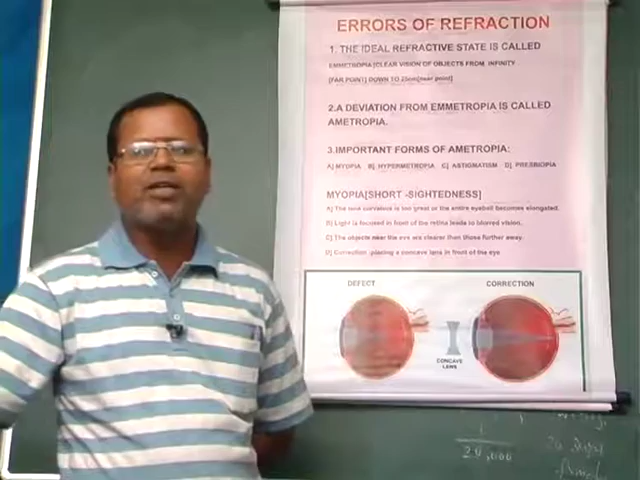 ERRORS OF REFRACTION
1. THE IDEAL REFRACTIVE STATE IS CALLED
EMMETROPIA[CLEAR VISION OF OBJECTS FROM INFINITY
[FAR POINT] DOWN TO 25cm[near point]
2.A DEVIATION FROM EMMETROPIA IS CALLED
AMETROPIA.
3.IMPORTANT FORMS OF AMETROPIA:
A] MYOPIA B] HYPERMETROPIA C] ASTIGMATISM D] PRESBIOPIA
MYOPIA[SHORT -SIGHTEDNESS]
A] The lens curvature is too great or the entire eyeball becomes elongated.
B] Light is focused in front of the retina leads to blurred vision.
C] The objects near the eye are clearer than those further away.
D] Correction :placing a concave lens in front of the eye
DEFECT
CORRECTION
CONCAVE
LENS
1
20,000